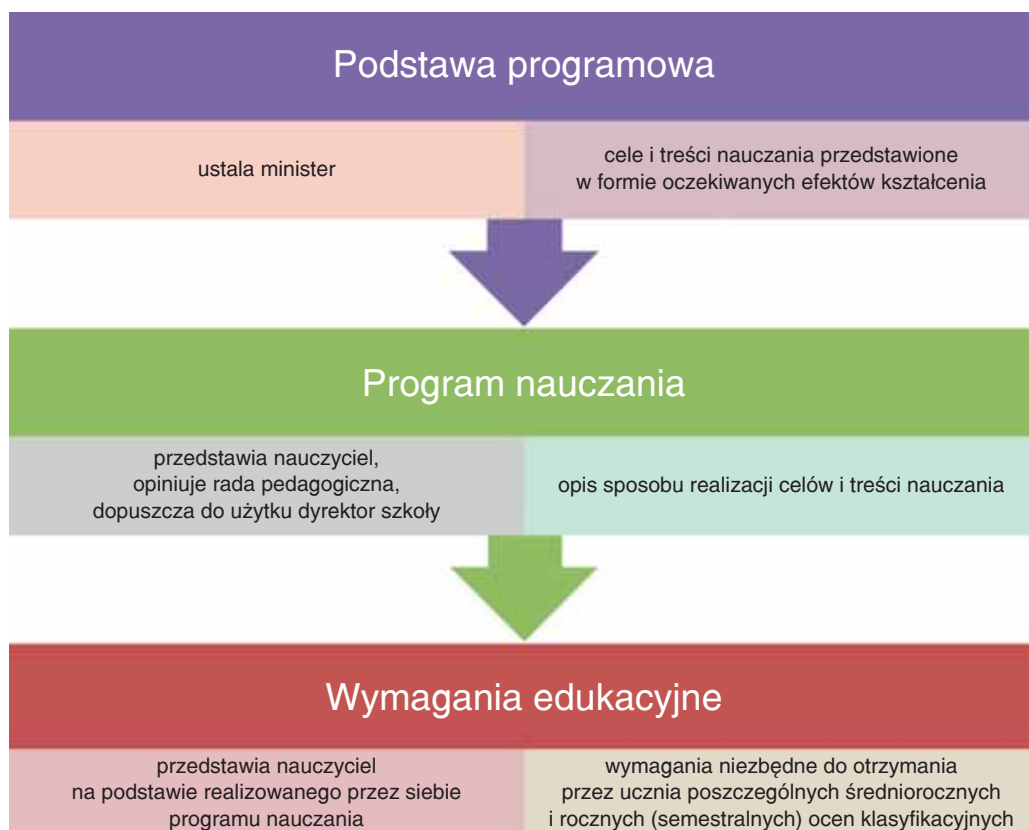 Podstawa programowa
ustala minister
cele i treści nauczania przedstawione
w formie oczekiwanych efektów kształcenia
Program nauczania
przedstawia nauczyciel,
opiniuje rada pedagogiczna,
dopuszcza do użytku dyrektor szkoły
opis sposobu realizacji celów i treści nauczania
Wymagania edukacyjne
przedstawia nauczyciel
na podstawie realizowanego przez siebie
programu nauczania
wymagania niezbędne do otrzymania
przez ucznia poszczególnych średniorocznych
i rocznych (semestralnych) ocen klasyfikacyjnych